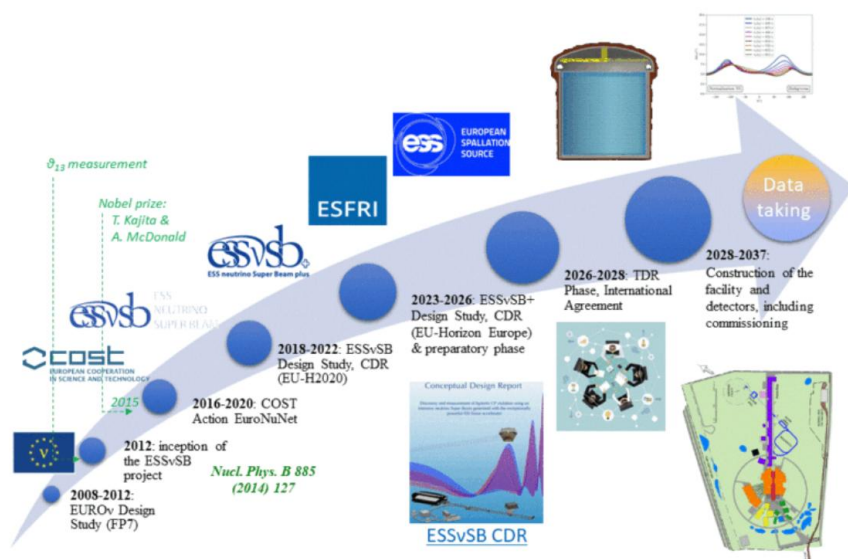 ϑ13 measurement
Nobel prize:
T. Kajita &
A. McDonald
ESSνSB
ESS
NEUTRINO
SUPER BEAM
cost
EUROPEAN COOPERATION
IN SCIENCE AND TECHNOLOGY
2015
ν
2008-2012:
EUROν Design
Study (FP7)
2012: inception of
the ESSνSB
project
Nucl. Phys. B 885
(2014) 127
2016-2020: COST
Action EuroNuNet
ESSνSB+
ESS neutrino Super Beam plus
2018-2022: ESSνSB
Design Study, CDR
(EU-H2020)
ESFRI
ess
EUROPEAN
SPALLATION
SOURCE
2023-2026: ESSνSB+
Design Study, CDR
(EU-Horizon Europe)
& preparatory phase
Conceptual Design Report
ESSνSB CDR
2026-2028: TDR
Phase, International
Agreement
2028-2037:
Construction of the
facility and
detectors, including
commissioning
Data
taking